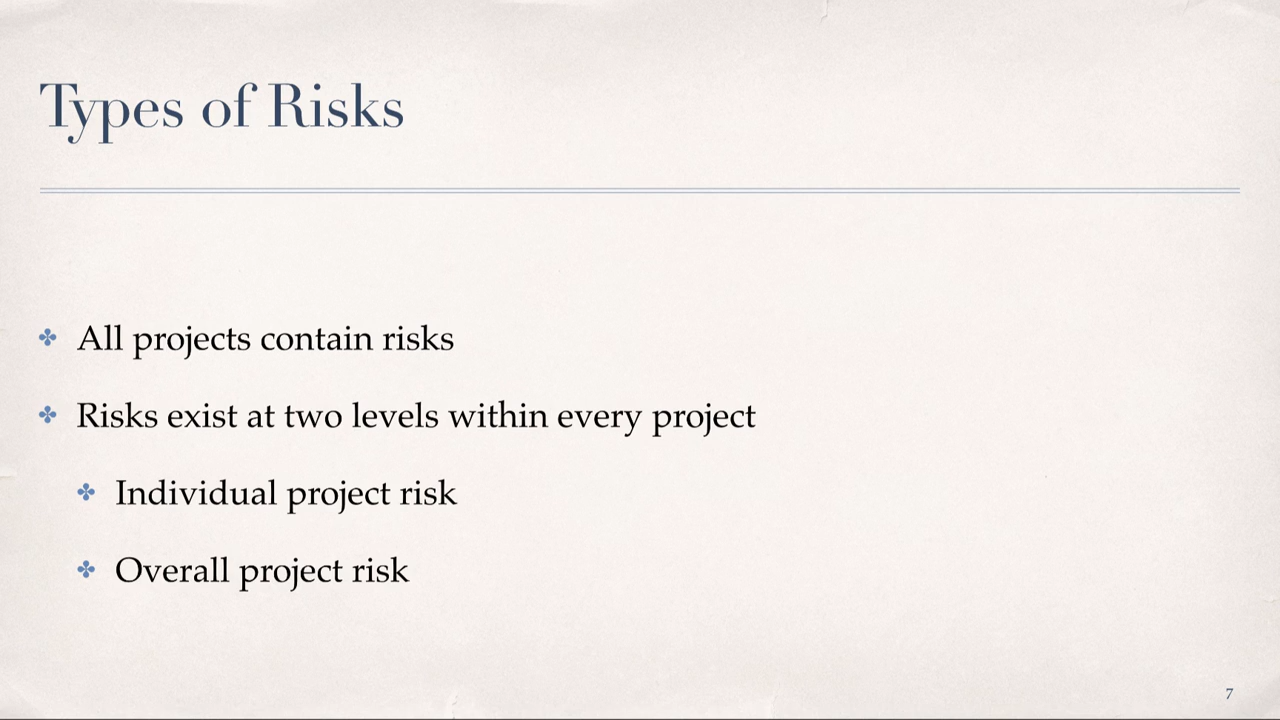 Types of Risks
✤ All projects contain risks
✤ Risks exist at two levels within every project
✤ Individual project risk
✤ Overall project risk
7